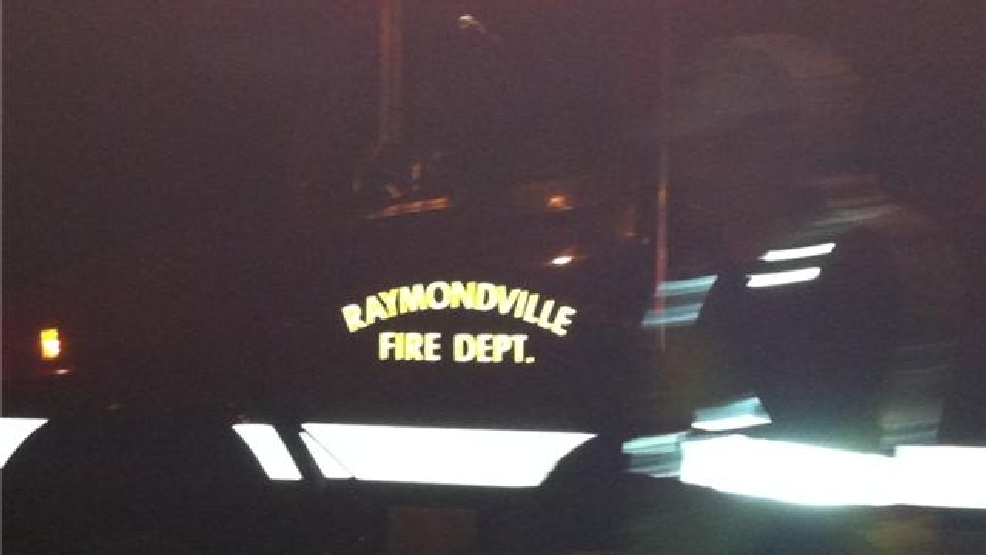 RAYMONDVILLE
FIRE DEPT.